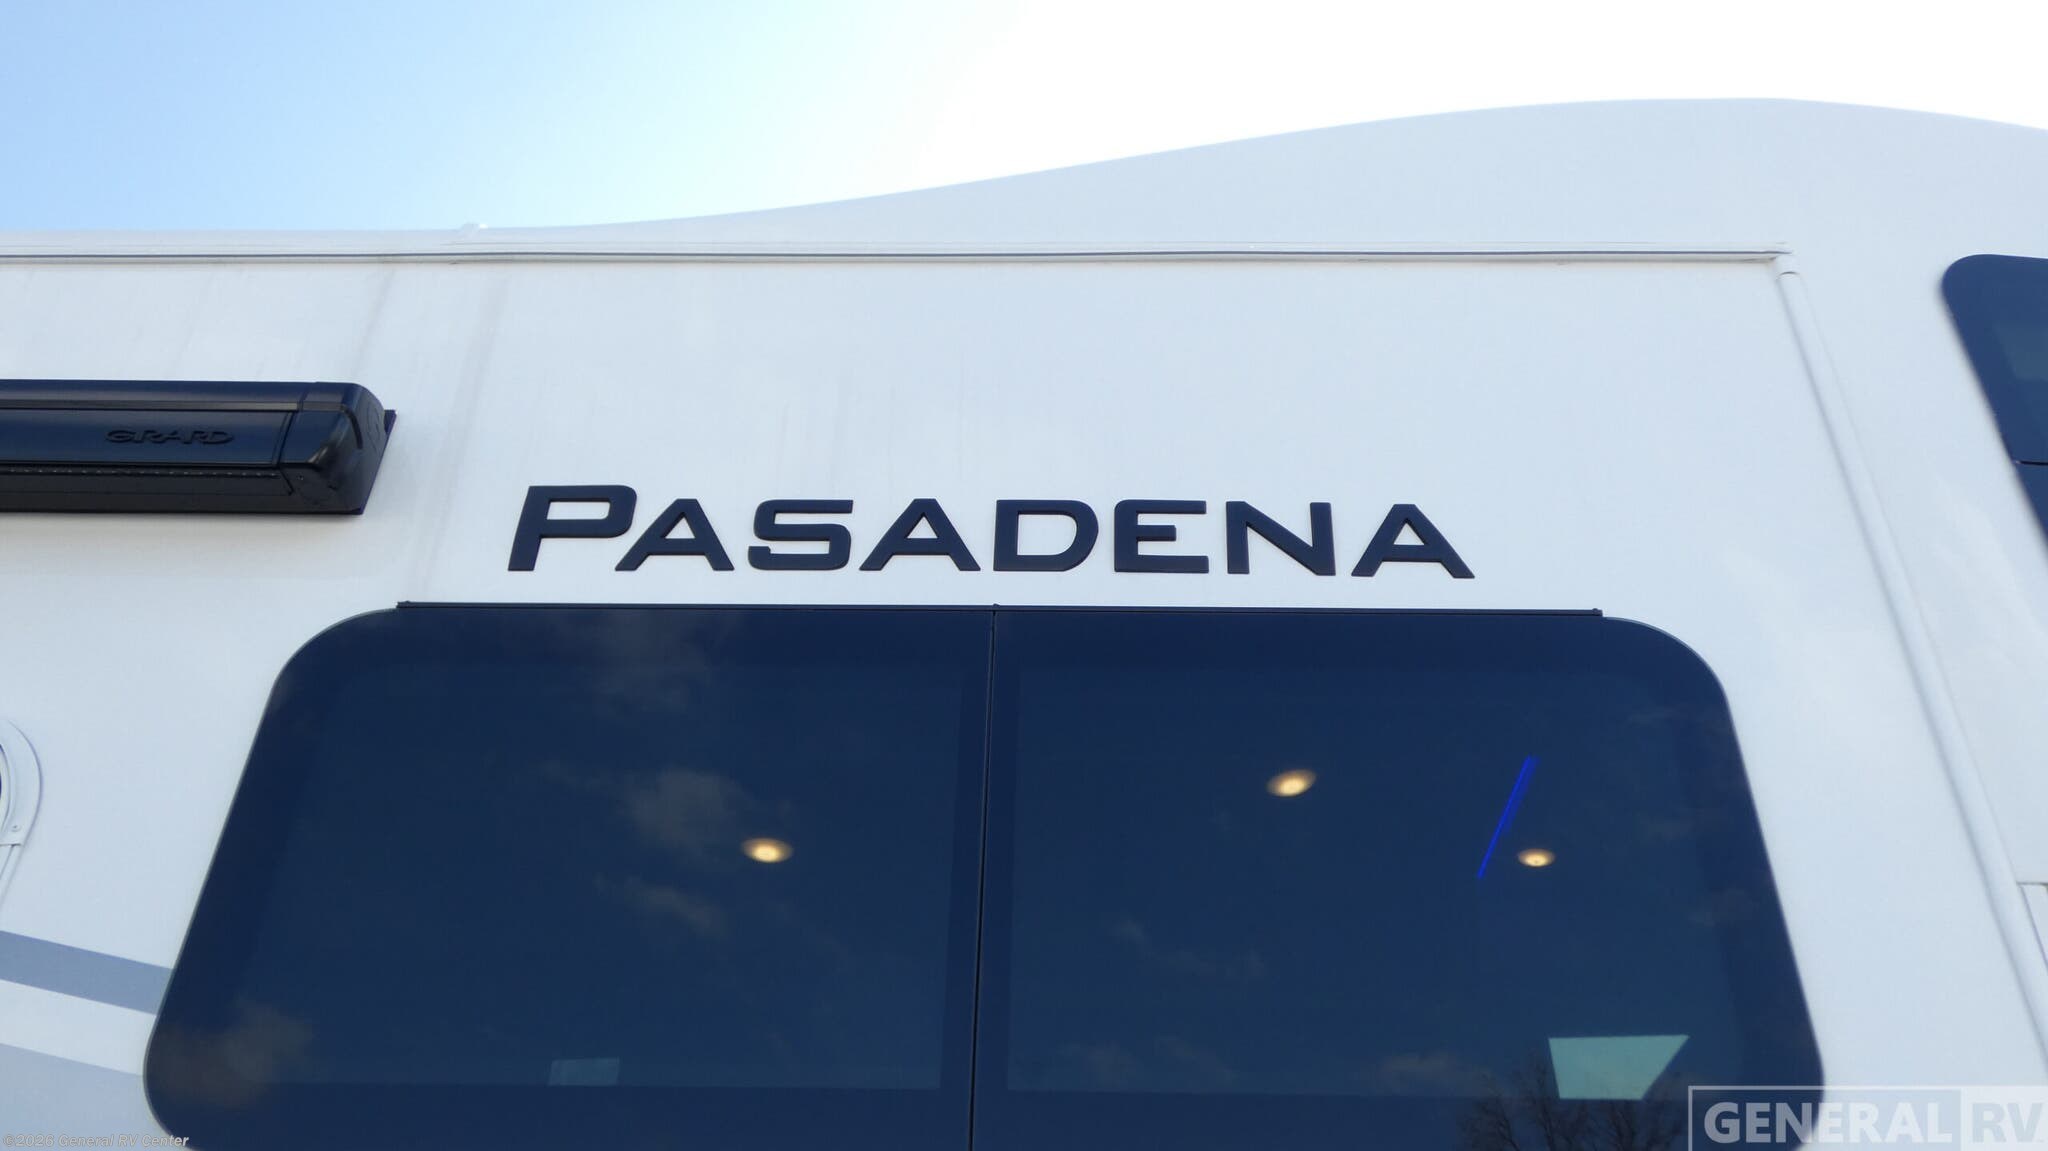 GIRARD
PASADENA
©2026 General RV Center
GENERAL RV